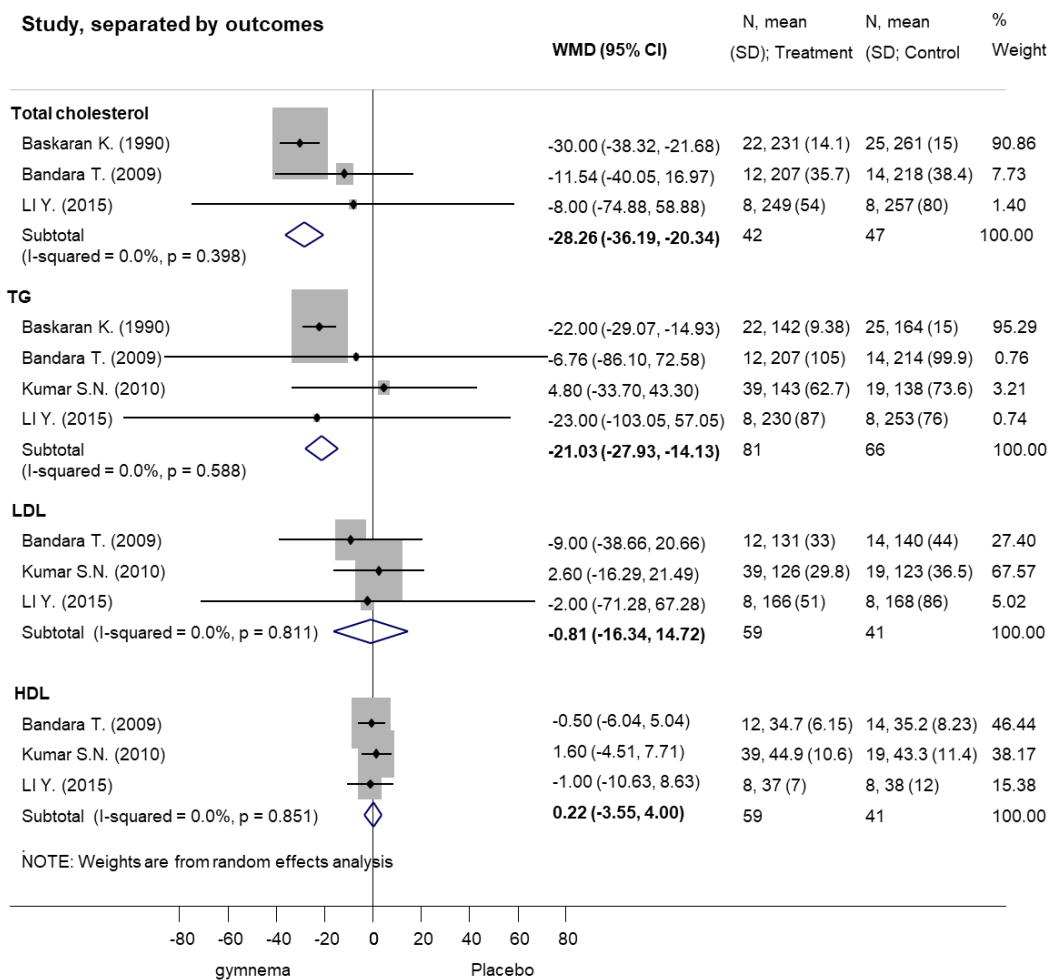 Study, separated by outcomes
WMD (95% CI)
N, mean
(SD); Treatment
N, mean
(SD; Control
%
Weight
Total cholesterol
Baskaran K. (1990) -30.00 (-38.32, -21.68) 22, 231 (14.1) 25, 261 (15) 90.86
Bandara T. (2009) -11.54 (-40.05, 16.97) 12, 207 (35.7) 14, 218 (38.4) 7.73
LI Y. (2015) -8.00 (-74.88, 58.88) 8, 249 (54) 8, 257 (80) 1.40
Subtotal -28.26 (-36.19, -20.34) 42 47 100.00
(I-squared = 0.0%, p = 0.398)
TG
Baskaran K. (1990) -22.00 (-29.07, -14.93) 22, 142 (9.38) 25, 164 (15) 95.29
Bandara T. (2009) -6.76 (-86.10, 72.58) 12, 207 (105) 14, 214 (99.9) 0.76
Kumar S.N. (2010) 4.80 (-33.70, 43.30) 39, 143 (62.7) 19, 138 (73.6) 3.21
LI Y. (2015) -23.00 (-103.05, 57.05) 8, 230 (87) 8, 253 (76) 0.74
Subtotal -21.03 (-27.93, -14.13) 81 66 100.00
(I-squared = 0.0%, p = 0.588)
LDL
Bandara T. (2009) -9.00 (-38.66, 20.66) 12, 131 (33) 14, 140 (44) 27.40
Kumar S.N. (2010) 2.60 (-16.29, 21.49) 39, 126 (29.8) 19, 123 (36.5) 67.57
LI Y. (2015) -2.00 (-71.28, 67.28) 8, 166 (51) 8, 168 (86) 5.02
Subtotal (I-squared = 0.0%, p = 0.811) -0.81 (-16.34, 14.72) 59 41 100.00
HDL
Bandara T. (2009) -0.50 (-6.04, 5.04) 12, 34.7 (6.15) 14, 35.2 (8.23) 46.44
Kumar S.N. (2010) 1.60 (-4.51, 7.71) 39, 44.9 (10.6) 19, 43.3 (11.4) 38.17
LI Y. (2015) -1.00 (-10.63, 8.63) 8, 37 (7) 8, 38 (12) 15.38
Subtotal (I-squared = 0.0%, p = 0.851) 0.22 (-3.55, 4.00) 59 41 100.00
NOTE: Weights are from random effects analysis
-80 -60 -40 -20 0 20 40 60 80
gymnema Placebo